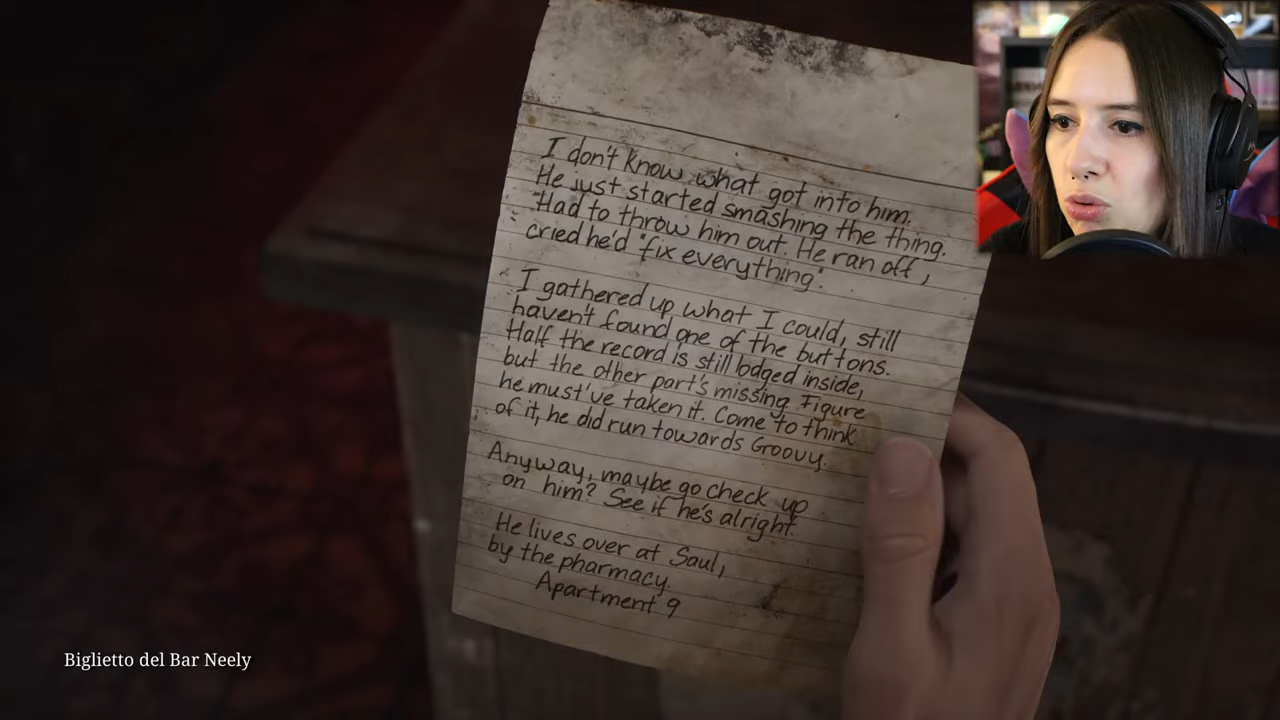 I don't know what got into him.
He just started smashing the thing.
Had to throw him out. He ran off,
cried he'd "fix everything".
I gathered up what I could, still
haven't found one of the buttons.
Half the record is still lodged inside,
but the other part's missing. Figure
he must've taken it. Come to think
of it, he did run towards Groovy.
Anyway, maybe go check up
on him? See if he's alright.
He lives over at Saul,
by the pharmacy.
Apartment 9
Biglietto del Bar Neely